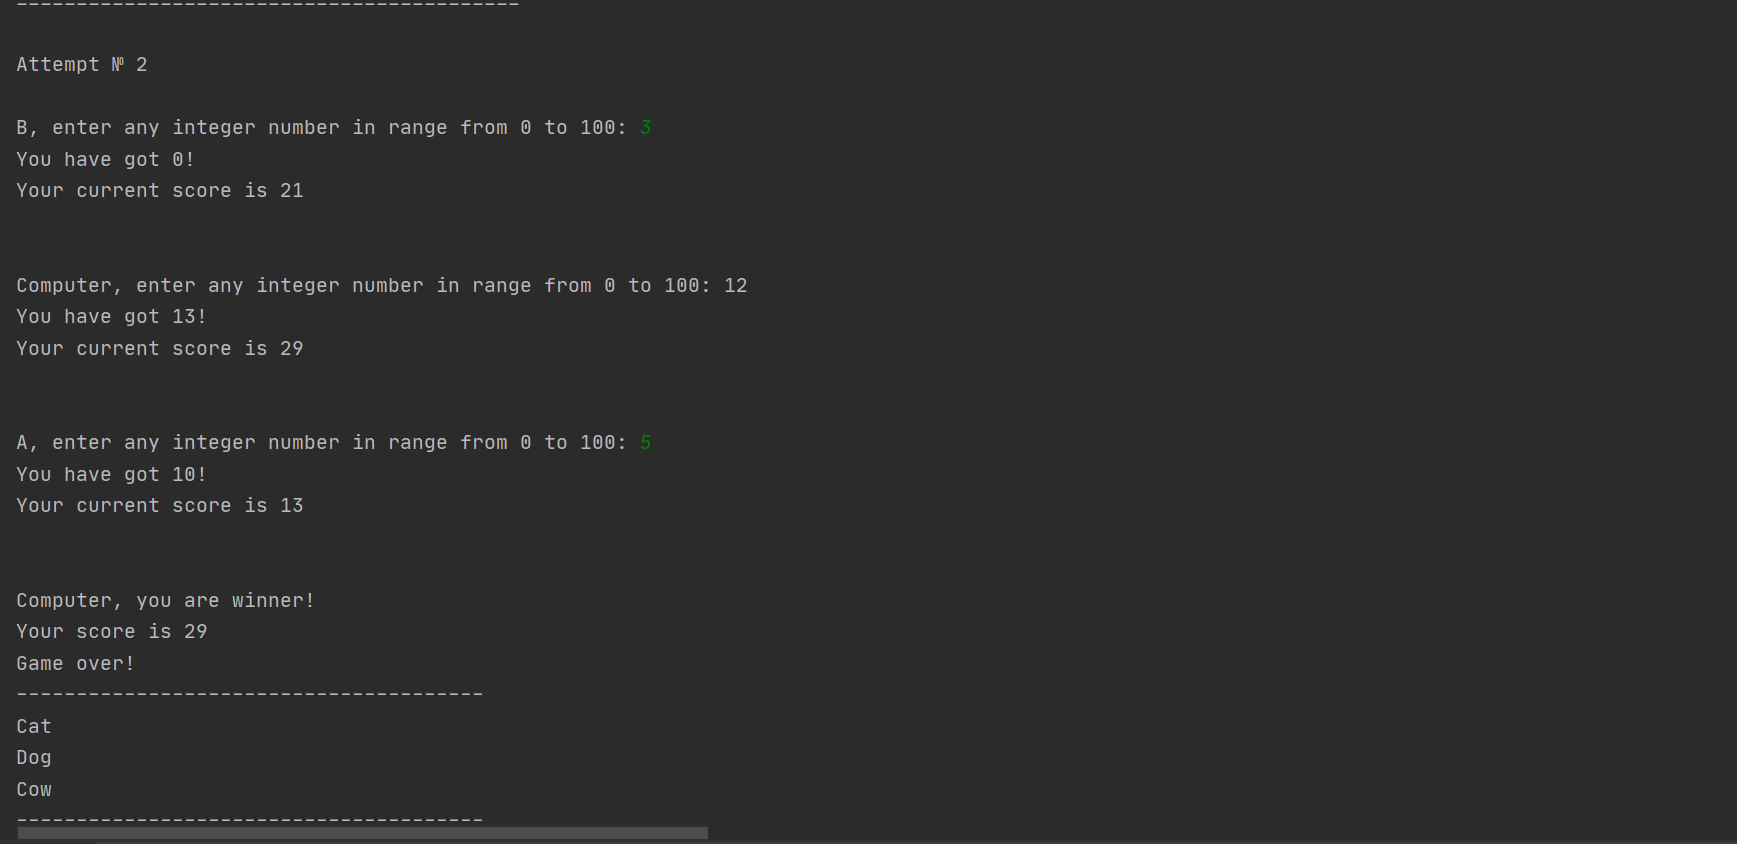 ------------------------------------------
Attempt № 2
B, enter any integer number in range from 0 to 100: 3
You have got 0!
Your current score is 21
Computer, enter any integer number in range from 0 to 100: 12
You have got 13!
Your current score is 29
A, enter any integer number in range from 0 to 100: 5
You have got 10!
Your current score is 13
Computer, you are winner!
Your score is 29
Game over!
---------------------------------------
Cat
Dog
Cow
---------------------------------------